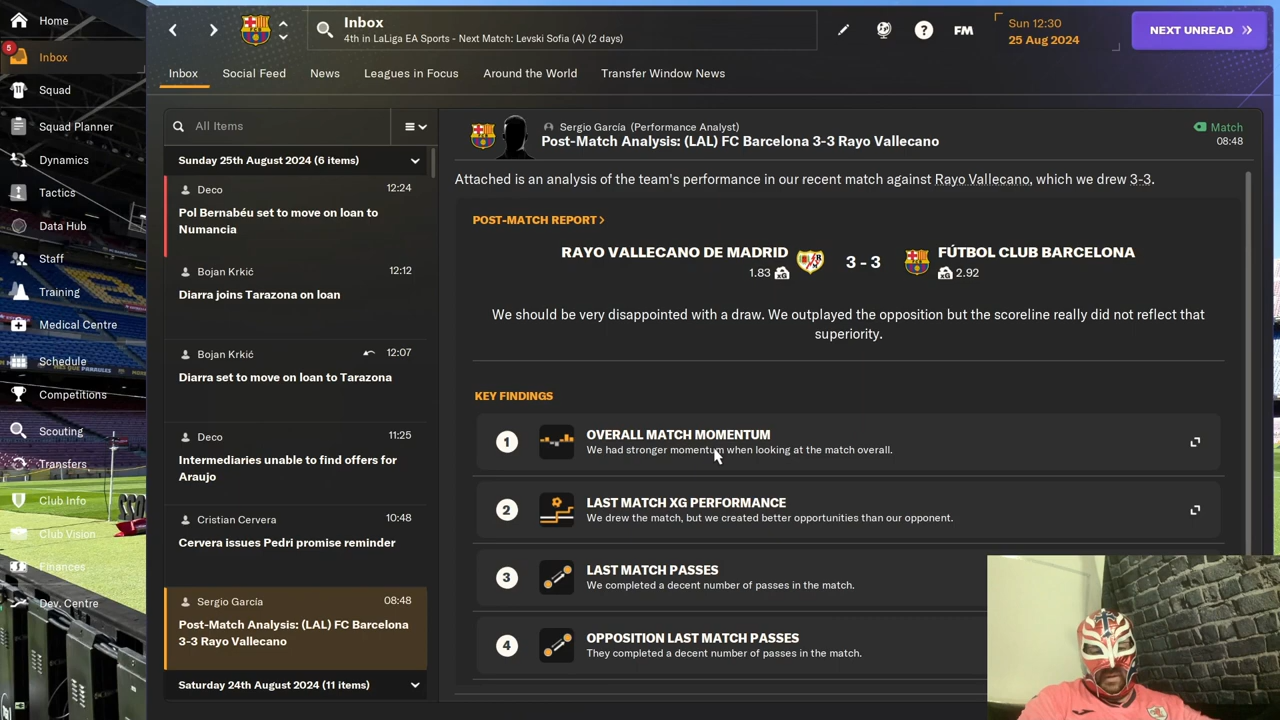 Home
Inbox
5
Squad
Squad Planner
Dynamics
Tactics
Data Hub
Staff
Training
Medical Centre
Schedule
Competitions
Scouting
Transfers
Club Info
Club Vision
Finances
Dev. Centre
Inbox
4th in LaLiga EA Sports - Next Match: Levski Sofia (A) (2 days)
?
FM
Sun 12:30
25 Aug 2024
NEXT UNREAD
Inbox Social Feed News Leagues in Focus Around the World Transfer Window News
All Items
Sunday 25th August 2024 (6 items)
Deco 12:24
Pol Bernabéu set to move on loan to
Numancia
Bojan Krkić 12:12
Diarra joins Tarazona on loan
Bojan Krkić 12:07
Diarra set to move on loan to Tarazona
Deco 11:25
Intermediaries unable to find offers for
Araujo
Cristian Cervera 10:48
Cervera issues Pedri promise reminder
Sergio García 08:48
Post-Match Analysis: (LAL) FC Barcelona
3-3 Rayo Vallecano
Saturday 24th August 2024 (11 items)
Sergio García (Performance Analyst)
Post-Match Analysis: (LAL) FC Barcelona 3-3 Rayo Vallecano
Match
08:48
Attached is an analysis of the team's performance in our recent match against Rayo Vallecano, which we drew 3-3.
POST-MATCH REPORT >
RAYO VALLECANO DE MADRID 3 - 3 FÚTBOL CLUB BARCELONA
1.83 xG xG 2.92
We should be very disappointed with a draw. We outplayed the opposition but the scoreline really did not reflect that
superiority.
KEY FINDINGS
1 OVERALL MATCH MOMENTUM
We had stronger momentum when looking at the match overall.
2 LAST MATCH XG PERFORMANCE
We drew the match, but we created better opportunities than our opponent.
3 LAST MATCH PASSES
We completed a decent number of passes in the match.
4 OPPOSITION LAST MATCH PASSES
They completed a decent number of passes in the match.